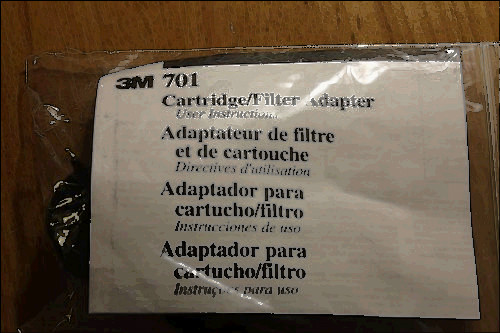 3M 701
Cartridge/Filter Adapter
User Instructions
Adaptateur de filtre
et de cartouche
Directives d'utilisation
Adaptador para
cartucho/filtro
Instrucciones de uso
Adaptador para
cartucho/filtro
Instruções para uso